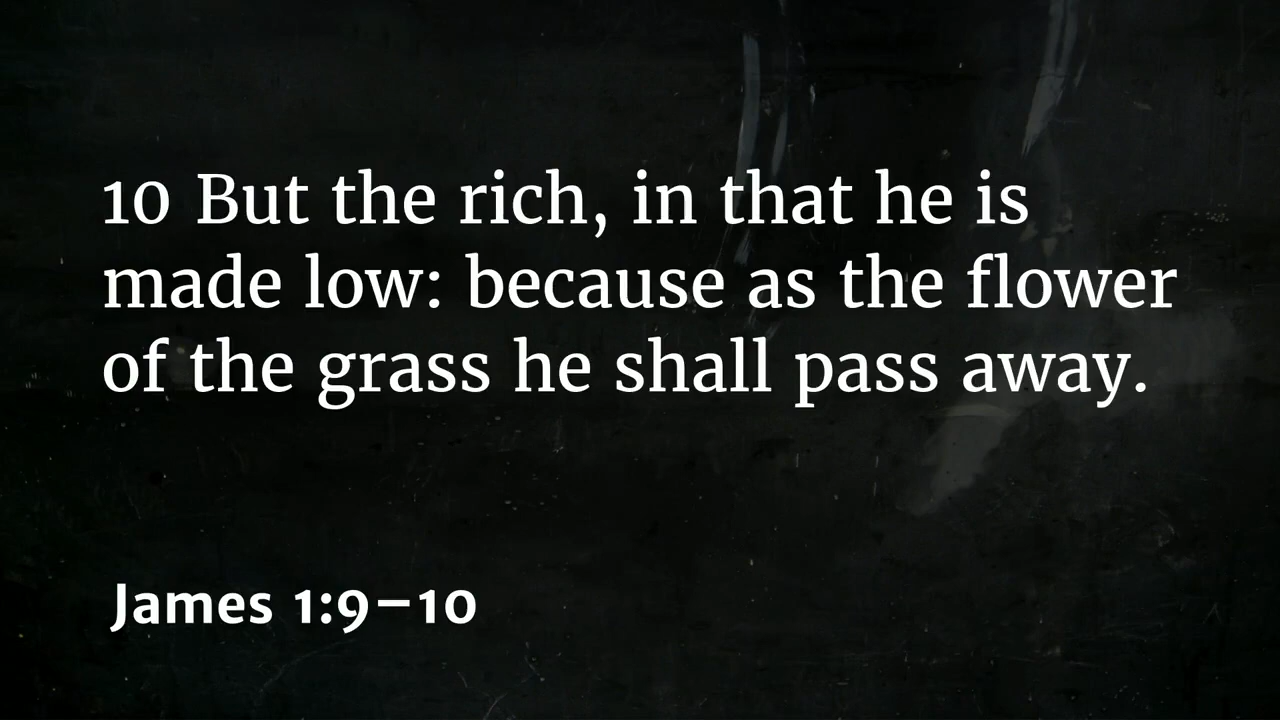 10 But the rich, in that he is
made low: because as the flower
of the grass he shall pass away.
James 1:9–10